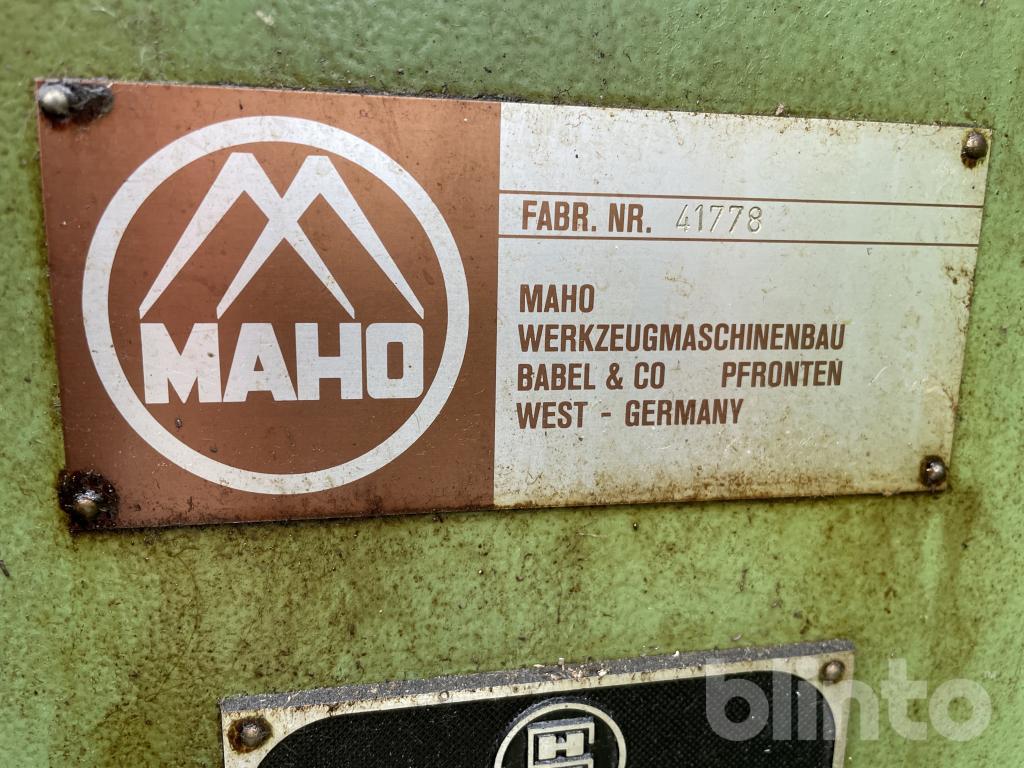 MAHO
FABR. NR. 41778
MAHO
WERKZEUGMASCHINENBAU
BABEL & CO PFRONTEN
WEST - GERMANY
blinto